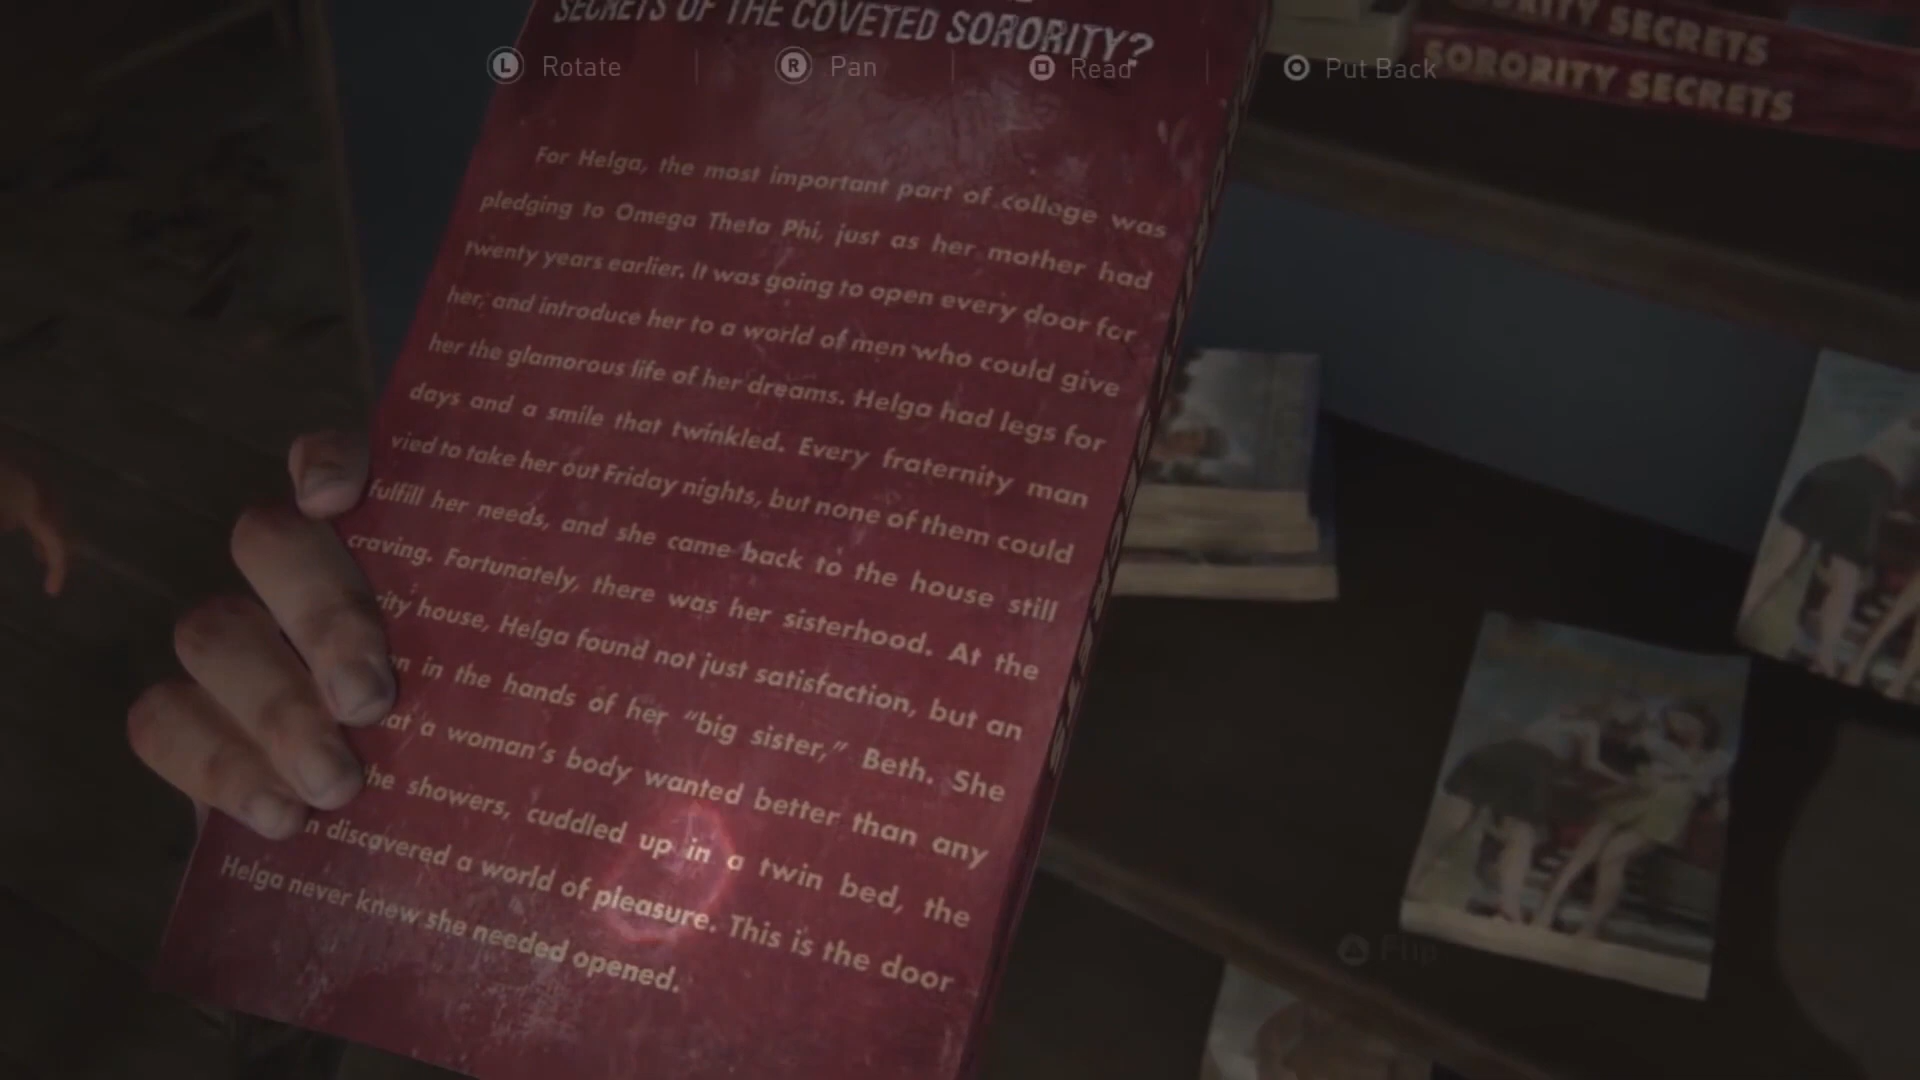 SECRETS OF THE COVETED SORORITY?
L Rotate
R Pan
Read
Put Back
SECRETS
SORORITY SECRETS
For Helga, the most important part of college was
pledging to Omega Theta Phi, just as her mother had
twenty years earlier. It was going to open every door for
her, and introduce her to a world of men who could give
her the glamorous life of her dreams. Helga had legs for
days and a smile that twinkled. Every fraternity man
vied to take her out Friday nights, but none of them could
fulfill her needs, and she came back to the house still
craving. Fortunately, there was her sisterhood. At the
house, Helga found not just satisfaction, but an
in the hands of her “big sister,” Beth. She
a woman's body wanted better than any
showers, cuddled up in a twin bed, the
discovered a world of pleasure. This is the door
Helga never knew she needed opened.
Flip